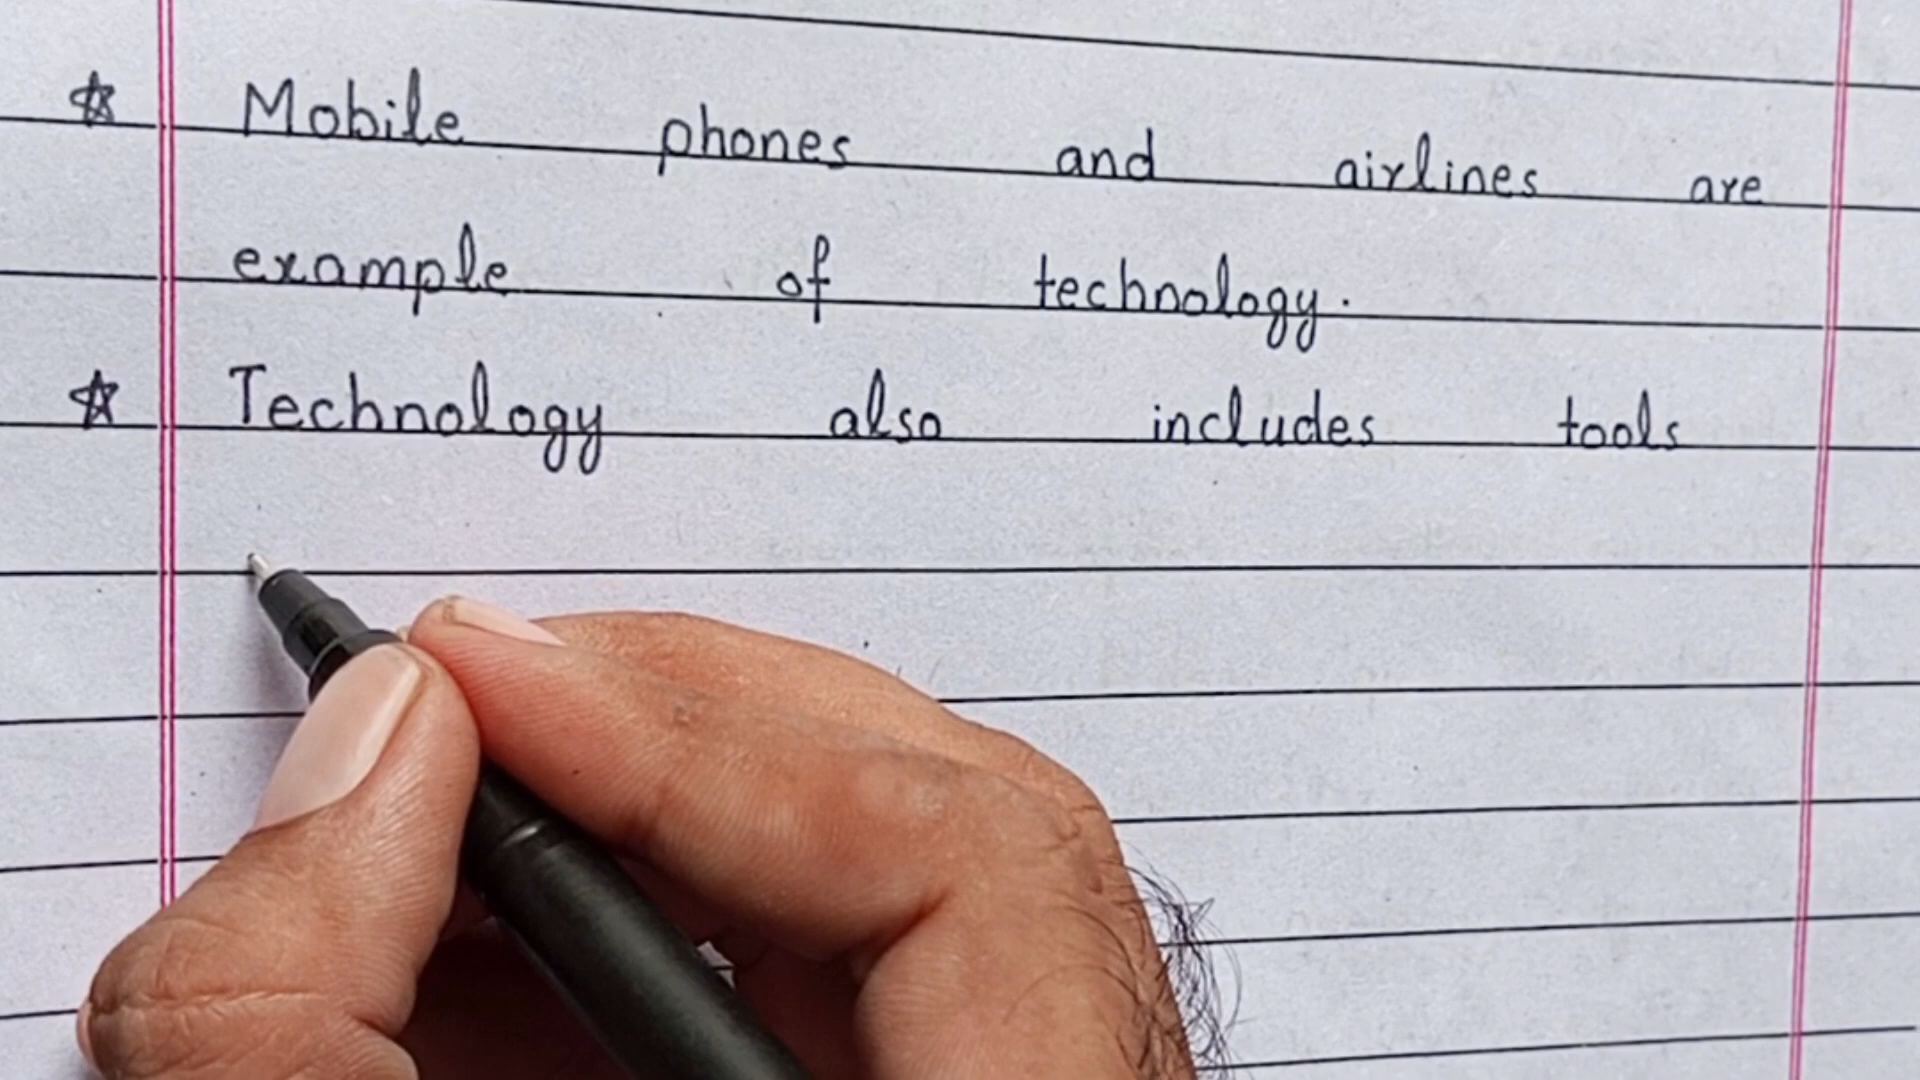 ☆ Mobile phones and airlines are
example of technology.
☆ Technology also includes tools